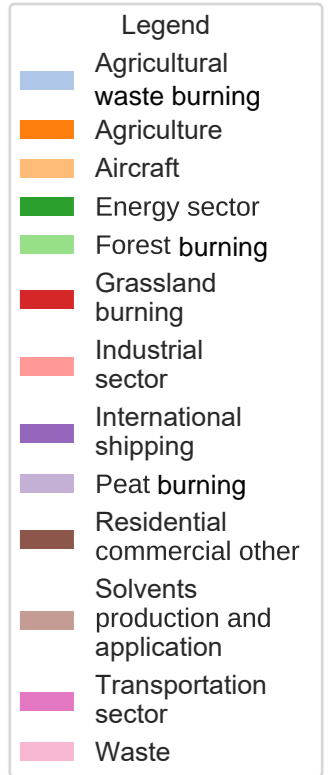 Legend
Agricultural
waste burning
Agriculture
Aircraft
Energy sector
Forest burning
Grassland
burning
Industrial
sector
International
shipping
Peat burning
Residential
commercial other
Solvents
production and
application
Transportation
sector
Waste